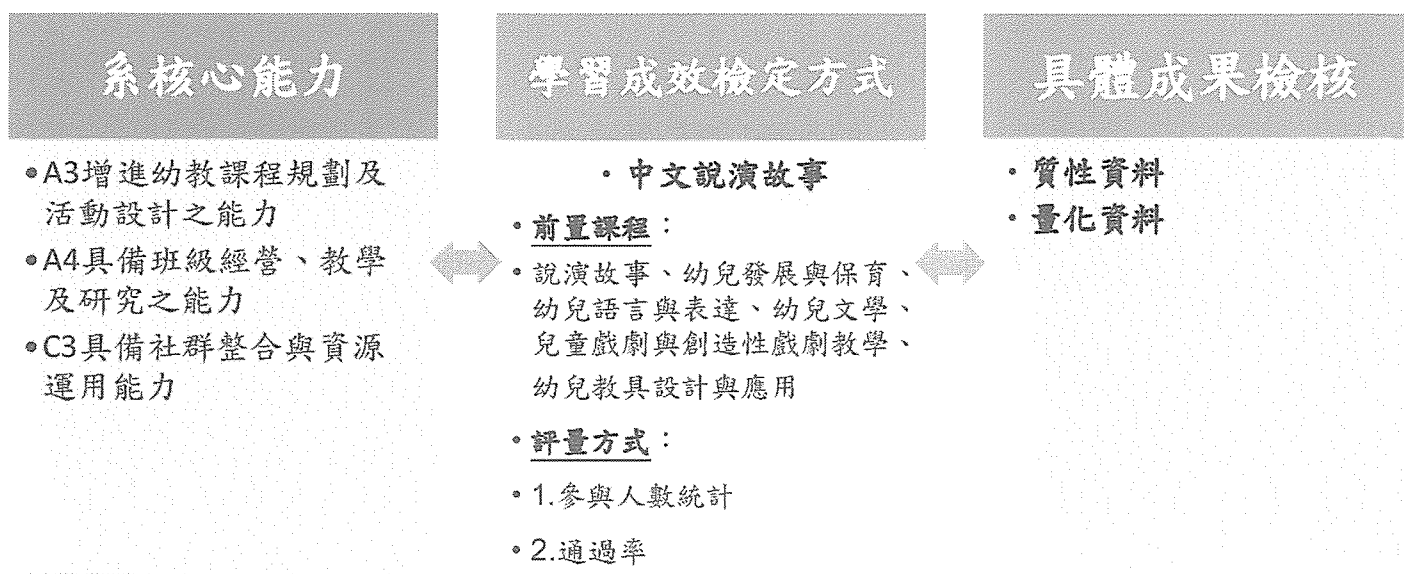 系核心能力
•A3增進幼教課程規劃及
活動設計之能力
•A4具備班級經營、教學
及研究之能力
•C3具備社群整合與資源
運用能力
學習成效檢定方式
•中文說演故事
•前置課程：
•說演故事、幼兒發展與保育、
幼兒語言與表達、幼兒文學、
兒童戲劇與創造性戲劇教學、
幼兒教具設計與應用
•評量方式：
•1.參與人數統計
•2.通過率
具體成果檢核
•質性資料
•量化資料